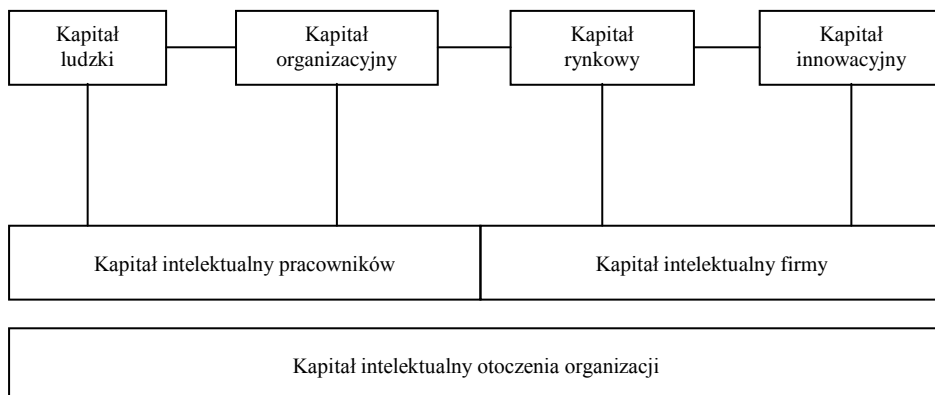 Kapitał
ludzki
Kapitał
organizacyjny
Kapitał
rynkowy
Kapitał
innowacyjny
Kapitał intelektualny pracowników
Kapitał intelektualny firmy
Kapitał intelektualny otoczenia organizacji